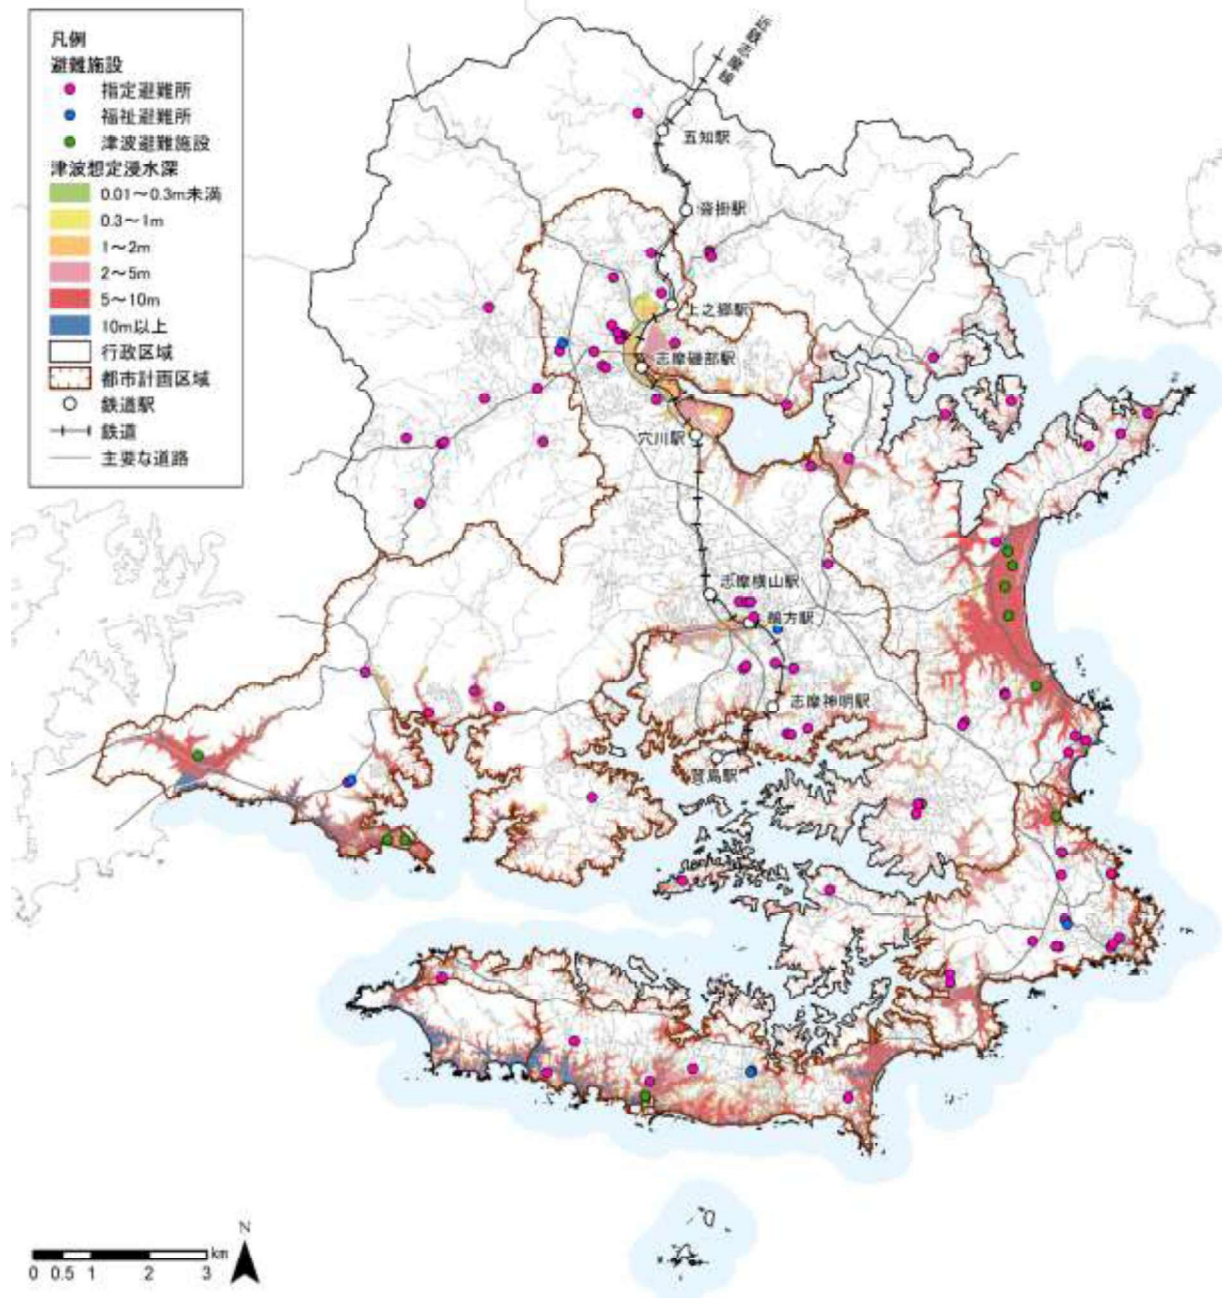 凡例
避難施設
指定避難所
福祉避難所
津波避難施設
津波想定浸水深
0.01～0.3m未満
0.3～1m
1～2m
2～5m
5～10m
10m以上
行政区域
都市計画区域
鉄道駅
鉄道
主要な道路
近鉄志摩線
五知駅
沓掛駅
上之郷駅
志摩磯部駅
穴川駅
志摩横山駅
鵜方駅
志摩神明駅
賢島駅
N
km
0 0.5 1 2 3